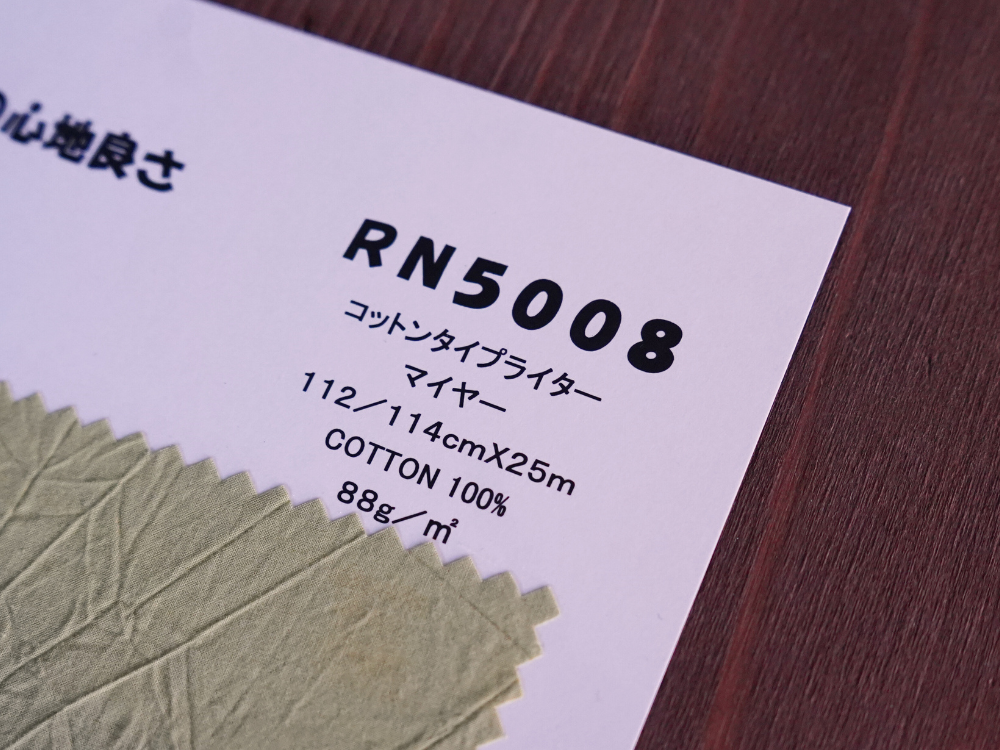 の心地良さ
RN5008
コットンタイプライター
マイヤー
112／114cmX25m
COTTON 100%
88g／㎡